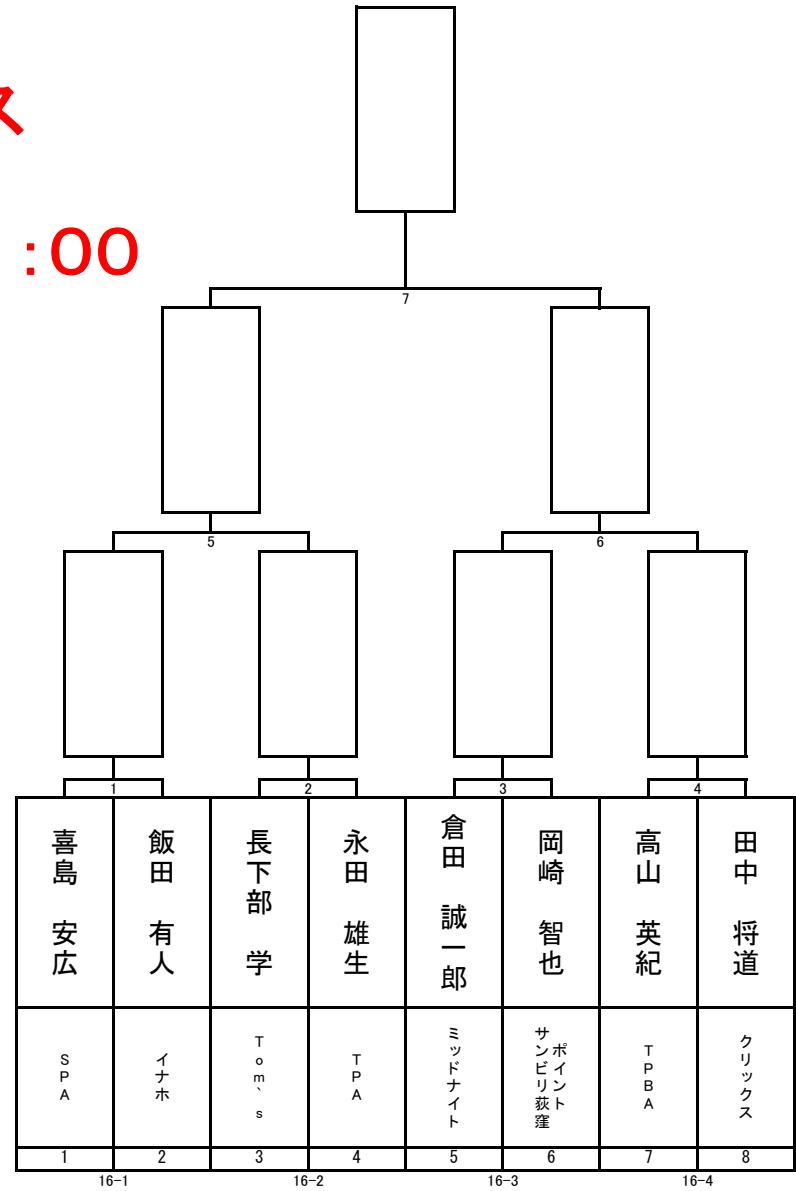 ス
:00
7
5
6
1
2
3
4
喜島 安広
飯田 有人
長下部 学
永田 雄生
倉田 誠一郎
岡崎 智也
高山 英紀
田中 将道
SPA
イナホ
Tom`s
TPA
ミッドナイト
ポイント
サンビリ荻窪
TPBA
クリックス
1
2
3
4
5
6
7
8
16-1
16-2
16-3
16-4